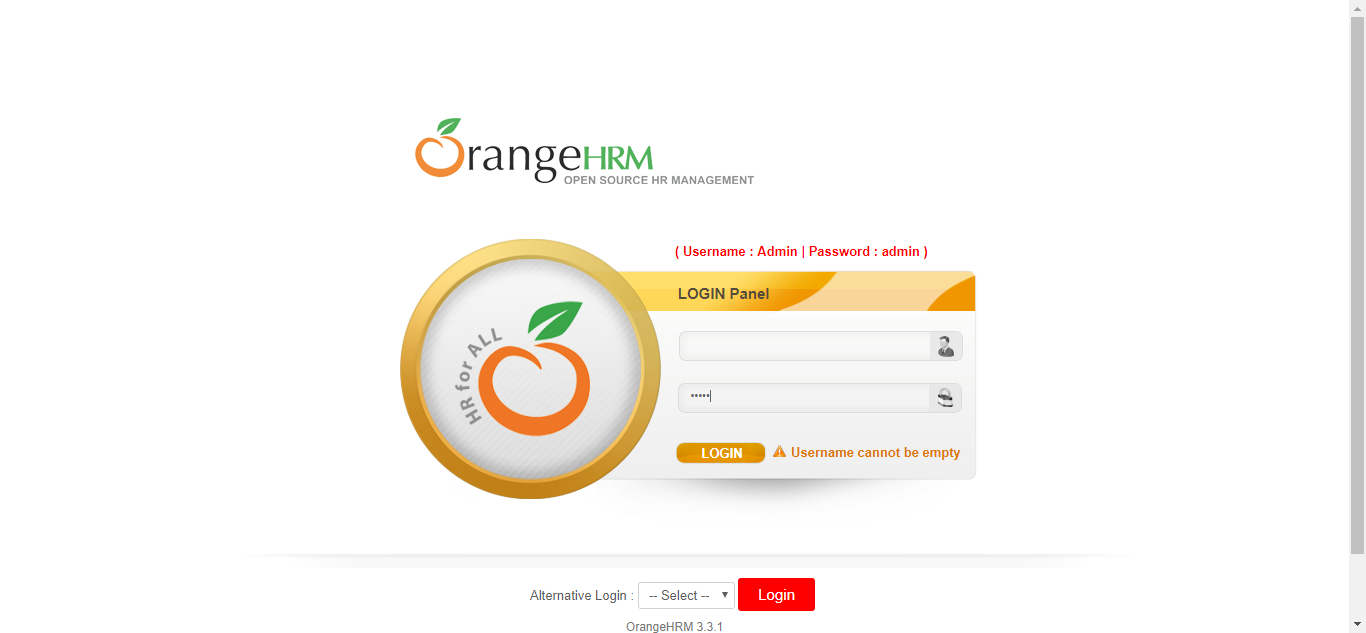 OrangeHRM
OPEN SOURCE HR MANAGEMENT
( Username : Admin | Password : admin )
LOGIN Panel
HR for ALL
•••••
LOGIN
Username cannot be empty
Alternative Login : -- Select -- Login
OrangeHRM 3.3.1